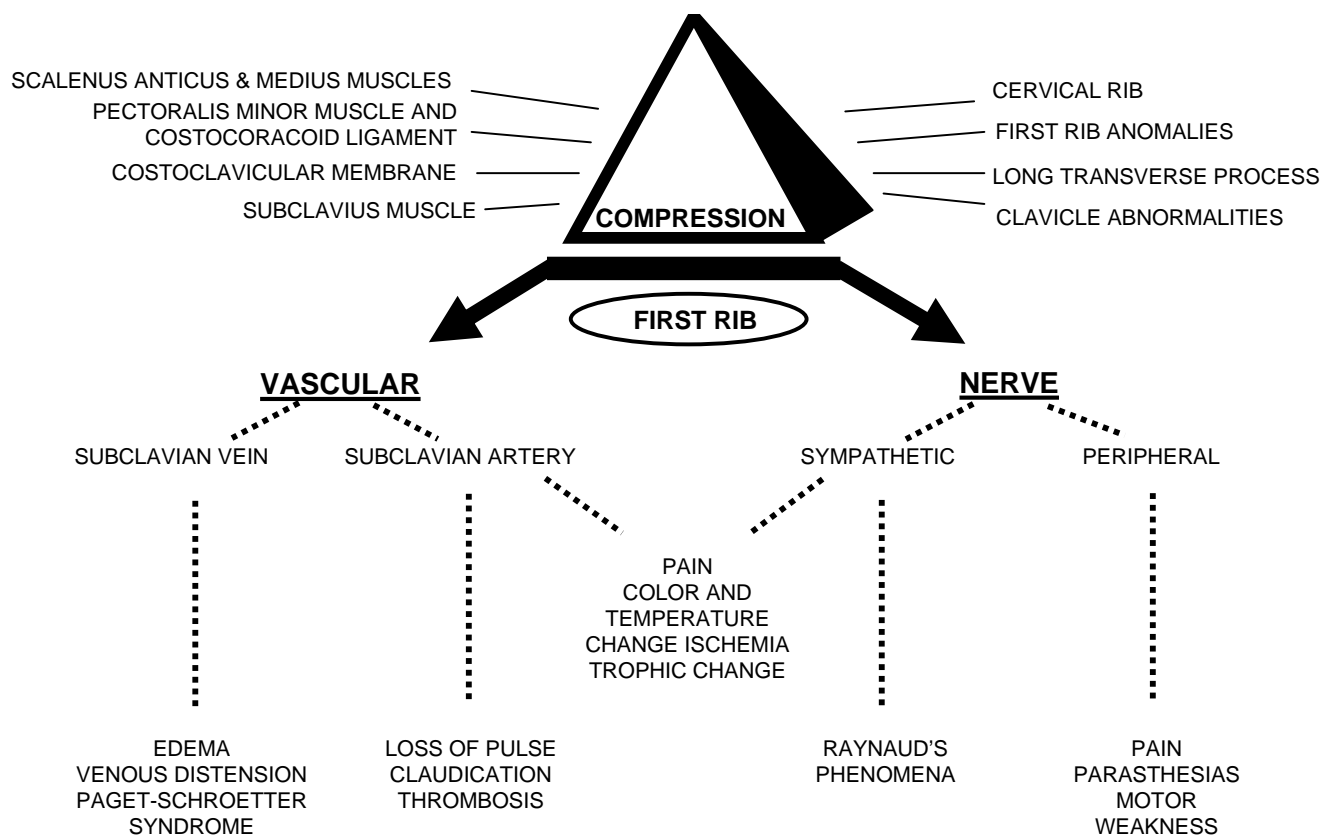 SCALENUS ANTICUS & MEDIUS MUSCLES
PECTORALIS MINOR MUSCLE AND
COSTOCORACOID LIGAMENT
COSTOCLAVICULAR MEMBRANE
SUBCLAVIUS MUSCLE
CERVICAL RIB
FIRST RIB ANOMALIES
LONG TRANSVERSE PROCESS
CLAVICLE ABNORMALITIES
COMPRESSION
FIRST RIB
VASCULAR
NERVE
SUBCLAVIAN VEIN
SUBCLAVIAN ARTERY
SYMPATHETIC
PERIPHERAL
PAIN
COLOR AND
TEMPERATURE
CHANGE ISCHEMIA
TROPHIC CHANGE
EDEMA
VENOUS DISTENSION
PAGET-SCHROETTER
SYNDROME
LOSS OF PULSE
CLAUDICATION
THROMBOSIS
RAYNAUD'S
PHENOMENA
PAIN
PARASTHESIAS
MOTOR
WEAKNESS